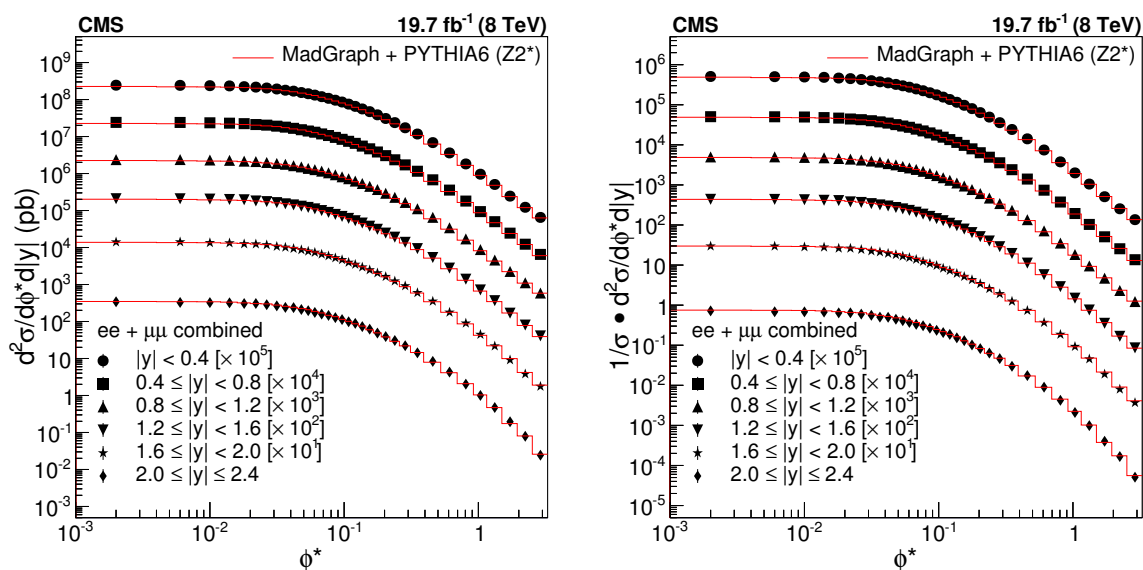 CMS 19.7 fb⁻¹ (8 TeV)
MadGraph + PYTHIA6 (Z2*)
d²σ/dϕ*d|y| (pb)
10⁹
10⁸
10⁷
10⁶
10⁵
10⁴
10³
10²
10
1
10⁻¹
10⁻²
10⁻³
ee + μμ combined
|y| < 0.4 [× 10⁵]
0.4 ≤ |y| < 0.8 [× 10⁴]
0.8 ≤ |y| < 1.2 [× 10³]
1.2 ≤ |y| < 1.6 [× 10²]
1.6 ≤ |y| < 2.0 [× 10¹]
2.0 ≤ |y| ≤ 2.4
10⁻³ 10⁻² 10⁻¹ 1
ϕ*
CMS 19.7 fb⁻¹ (8 TeV)
MadGraph + PYTHIA6 (Z2*)
1/σ • d²σ/dϕ*d|y|
10⁶
10⁵
10⁴
10³
10²
10
1
10⁻¹
10⁻²
10⁻³
10⁻⁴
10⁻⁵
ee + μμ combined
|y| < 0.4 [× 10⁵]
0.4 ≤ |y| < 0.8 [× 10⁴]
0.8 ≤ |y| < 1.2 [× 10³]
1.2 ≤ |y| < 1.6 [× 10²]
1.6 ≤ |y| < 2.0 [× 10¹]
2.0 ≤ |y| ≤ 2.4
10⁻³ 10⁻² 10⁻¹ 1
ϕ*